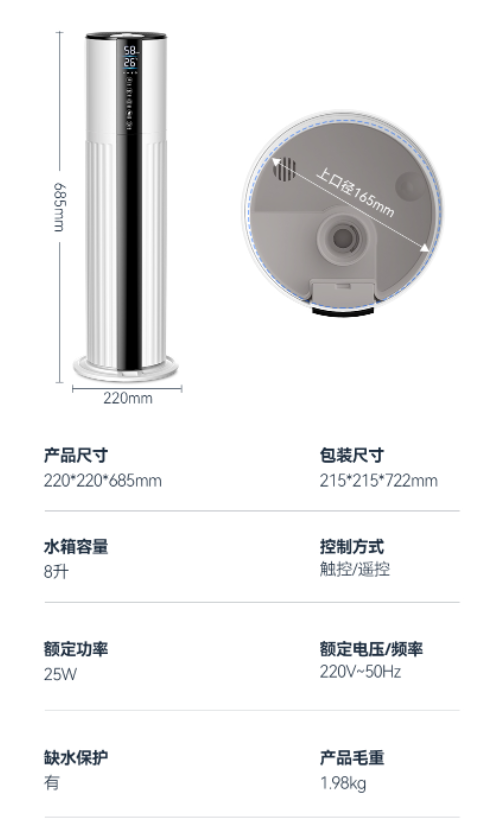 58
26°
685mm
上口径165mm
220mm
产品尺寸
220*220*685mm
包装尺寸
215*215*722mm
水箱容量
8升
控制方式
触控/遥控
额定功率
25W
额定电压/频率
220V~50Hz
缺水保护
有
产品毛重
1.98kg